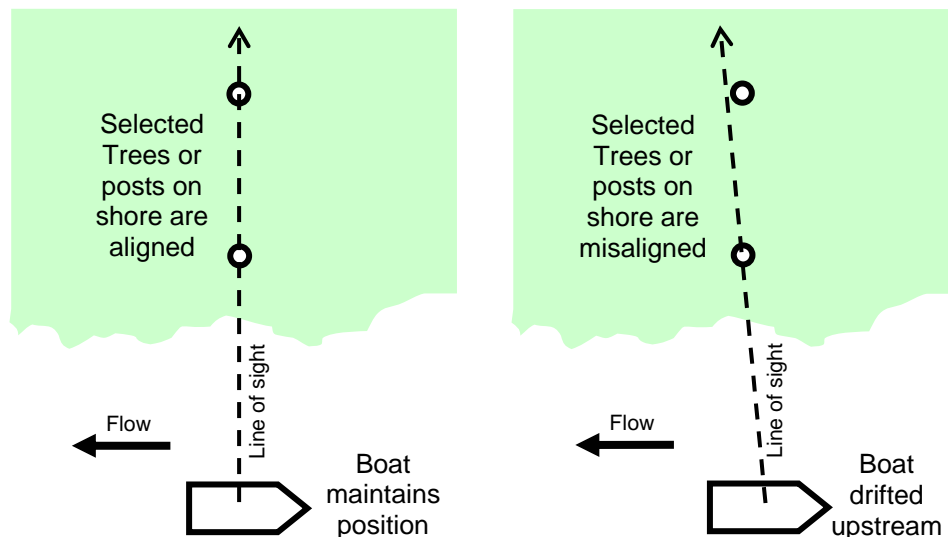 Selected
Trees or
posts on
shore are
aligned
Line of sight
Flow
Boat
maintains
position
Selected
Trees or
posts on
shore are
misaligned
Line of sight
Flow
Boat
drifted
upstream